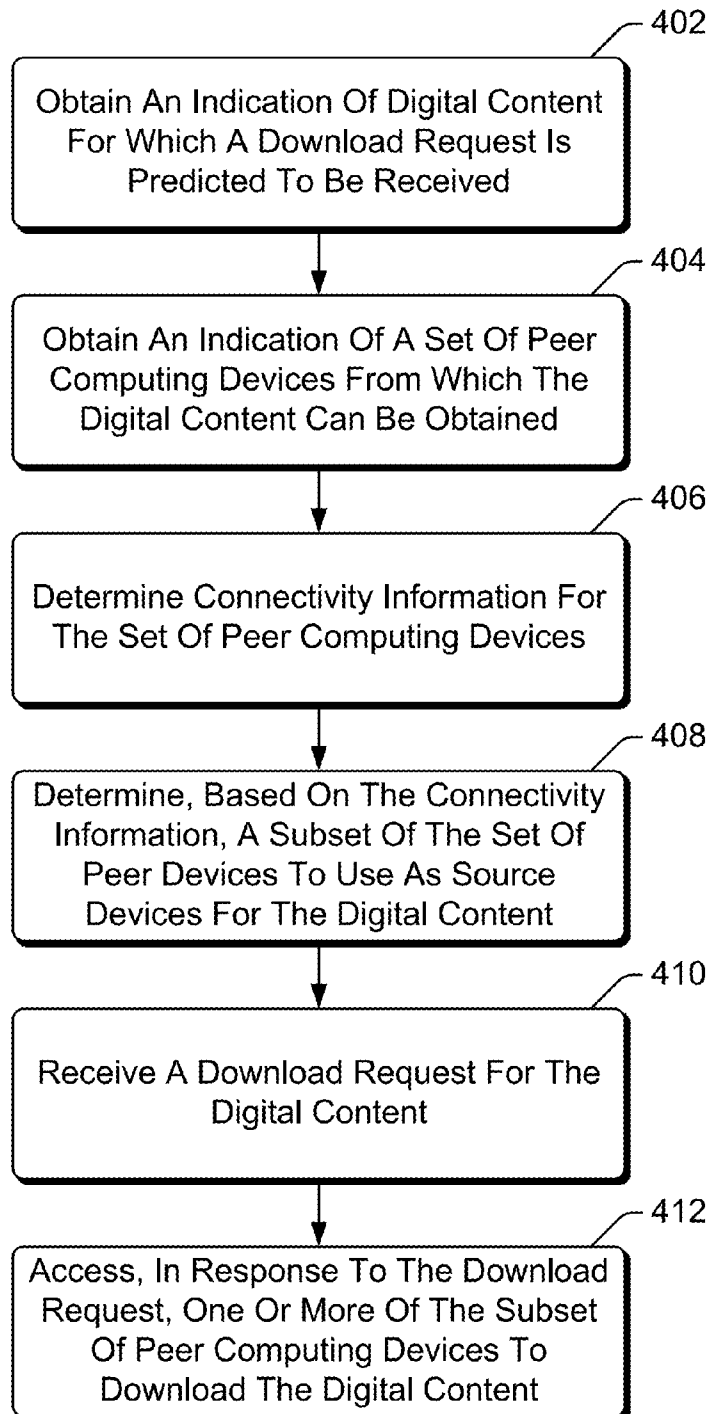 402
Obtain An Indication Of Digital Content
For Which A Download Request Is
Predicted To Be Received
404
Obtain An Indication Of A Set Of Peer
Computing Devices From Which The
Digital Content Can Be Obtained
406
Determine Connectivity Information For
The Set Of Peer Computing Devices
408
Determine, Based On The Connectivity
Information, A Subset Of The Set Of
Peer Devices To Use As Source
Devices For The Digital Content
410
Receive A Download Request For The
Digital Content
412
Access, In Response To The Download
Request, One Or More Of The Subset
Of Peer Computing Devices To
Download The Digital Content